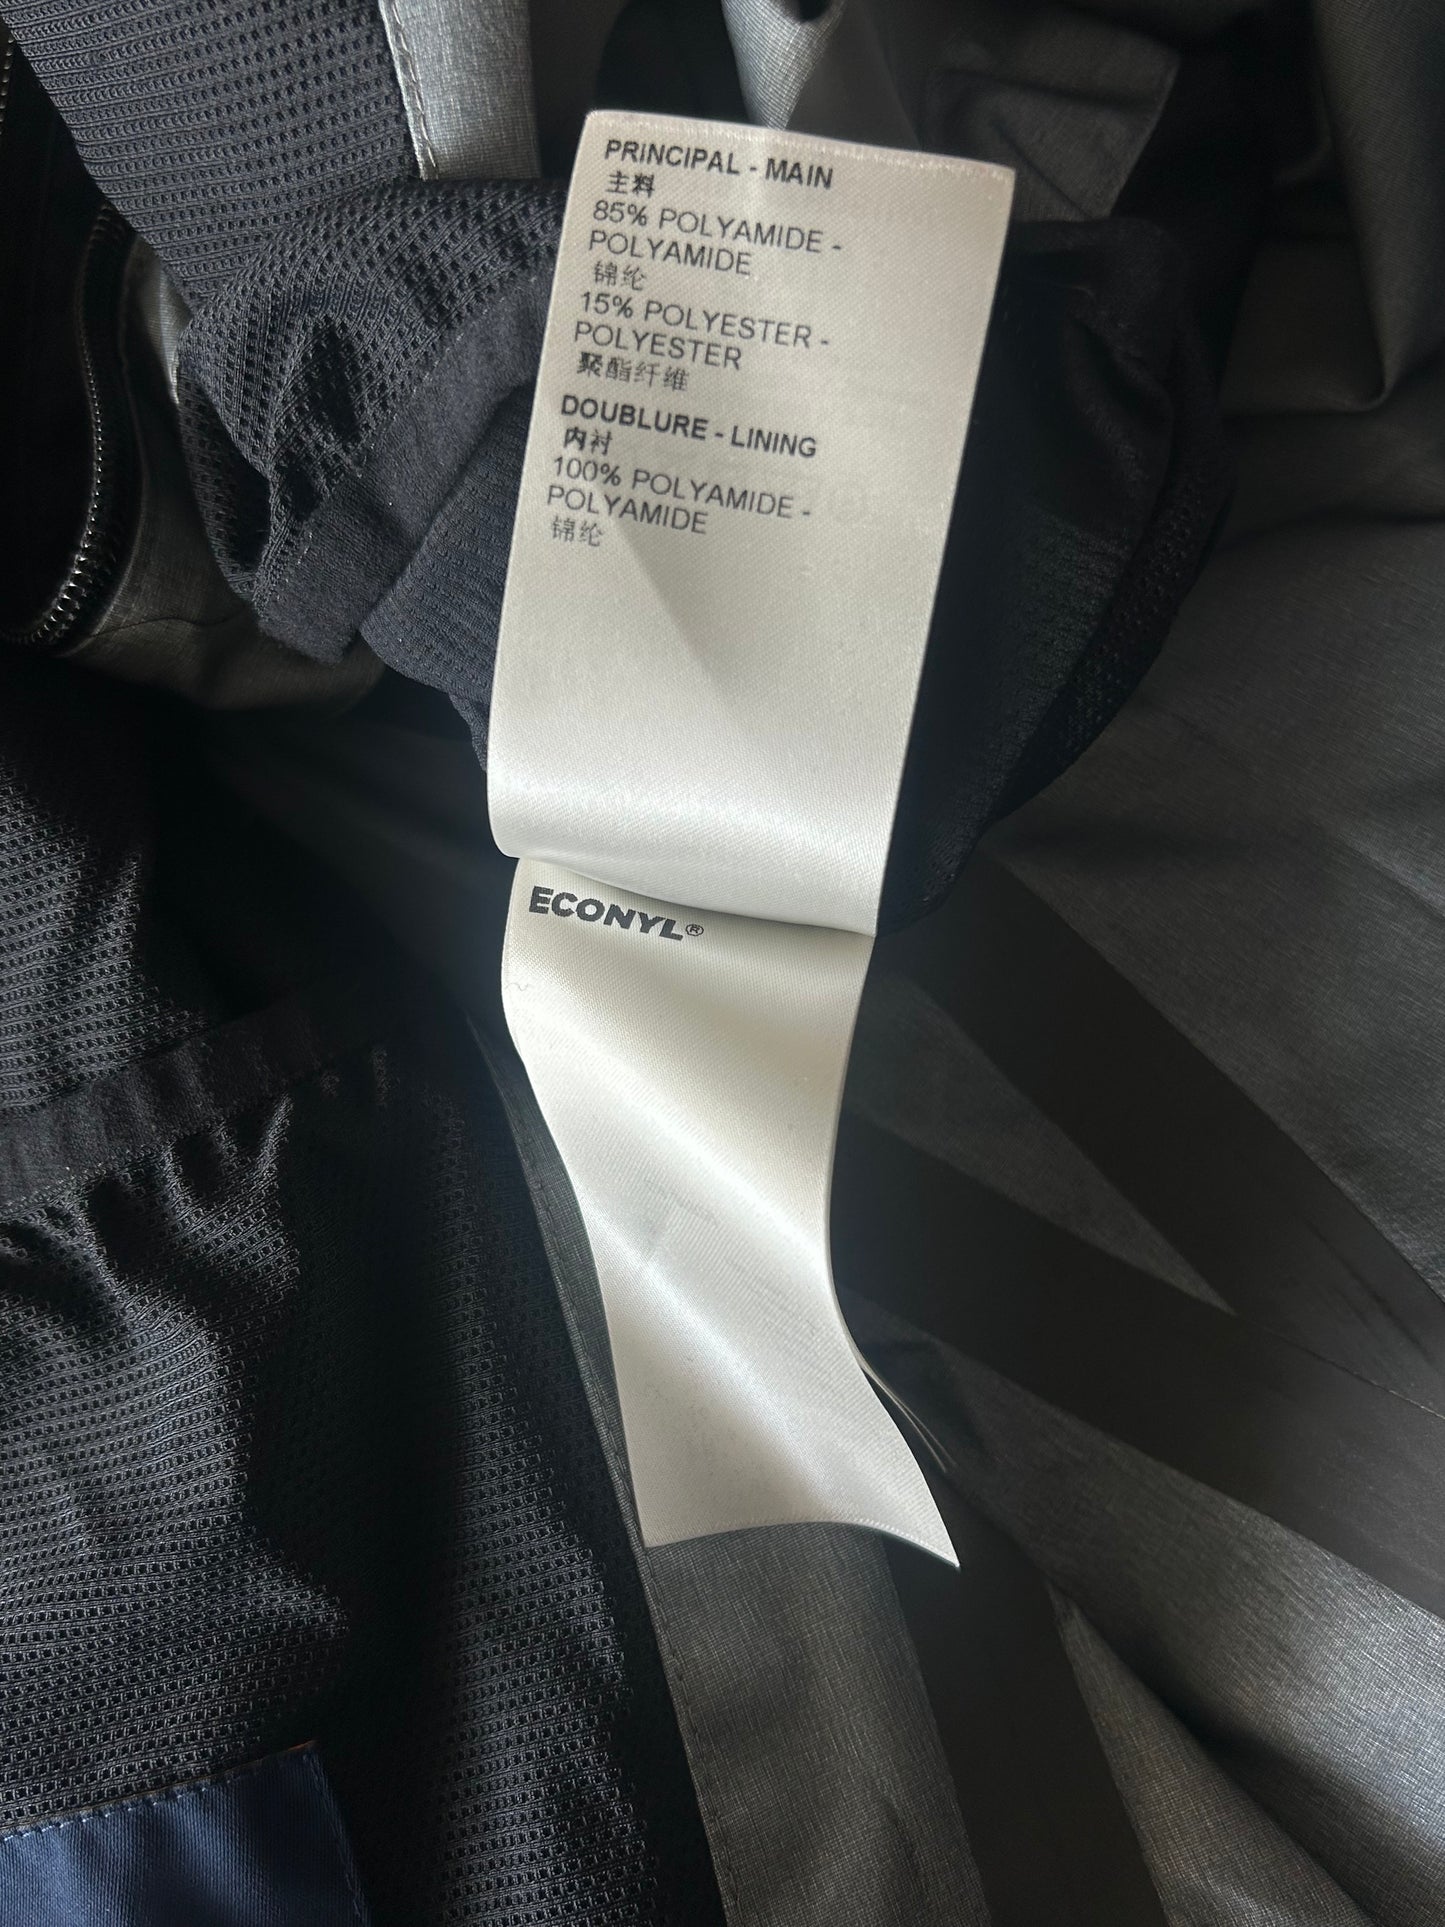 PRINCIPAL - MAIN
主料
85% POLYAMIDE -
POLYAMIDE
锦纶
15% POLYESTER -
POLYESTER
聚酯纤维
DOUBLURE - LINING
内衬
100% POLYAMIDE -
POLYAMIDE
锦纶
ECONYL®